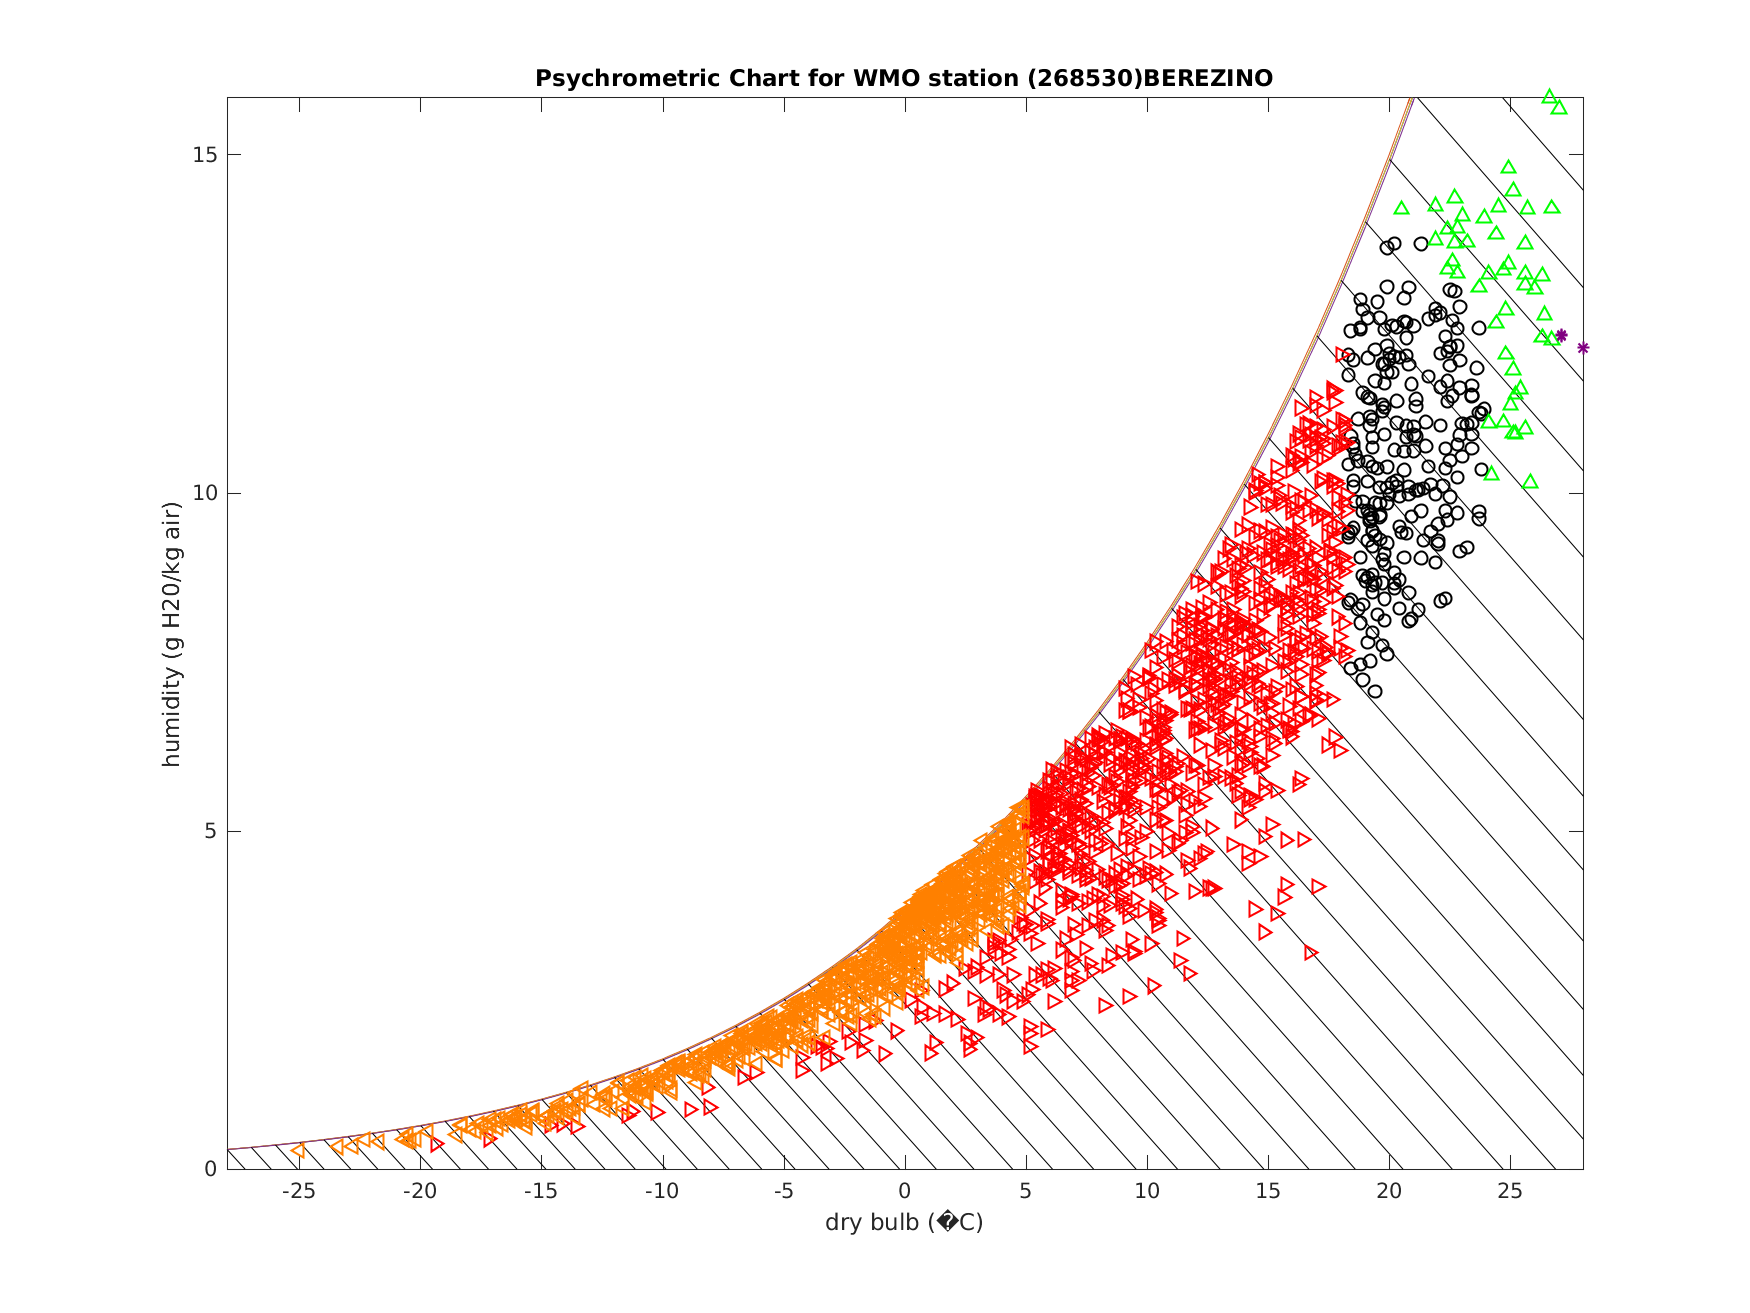 Psychrometric Chart for WMO station (268530)BEREZINO
15
10
5
0
humidity (g H20/kg air)
-25 -20 -15 -10 -5 0 5 10 15 20 25
dry bulb (�C)